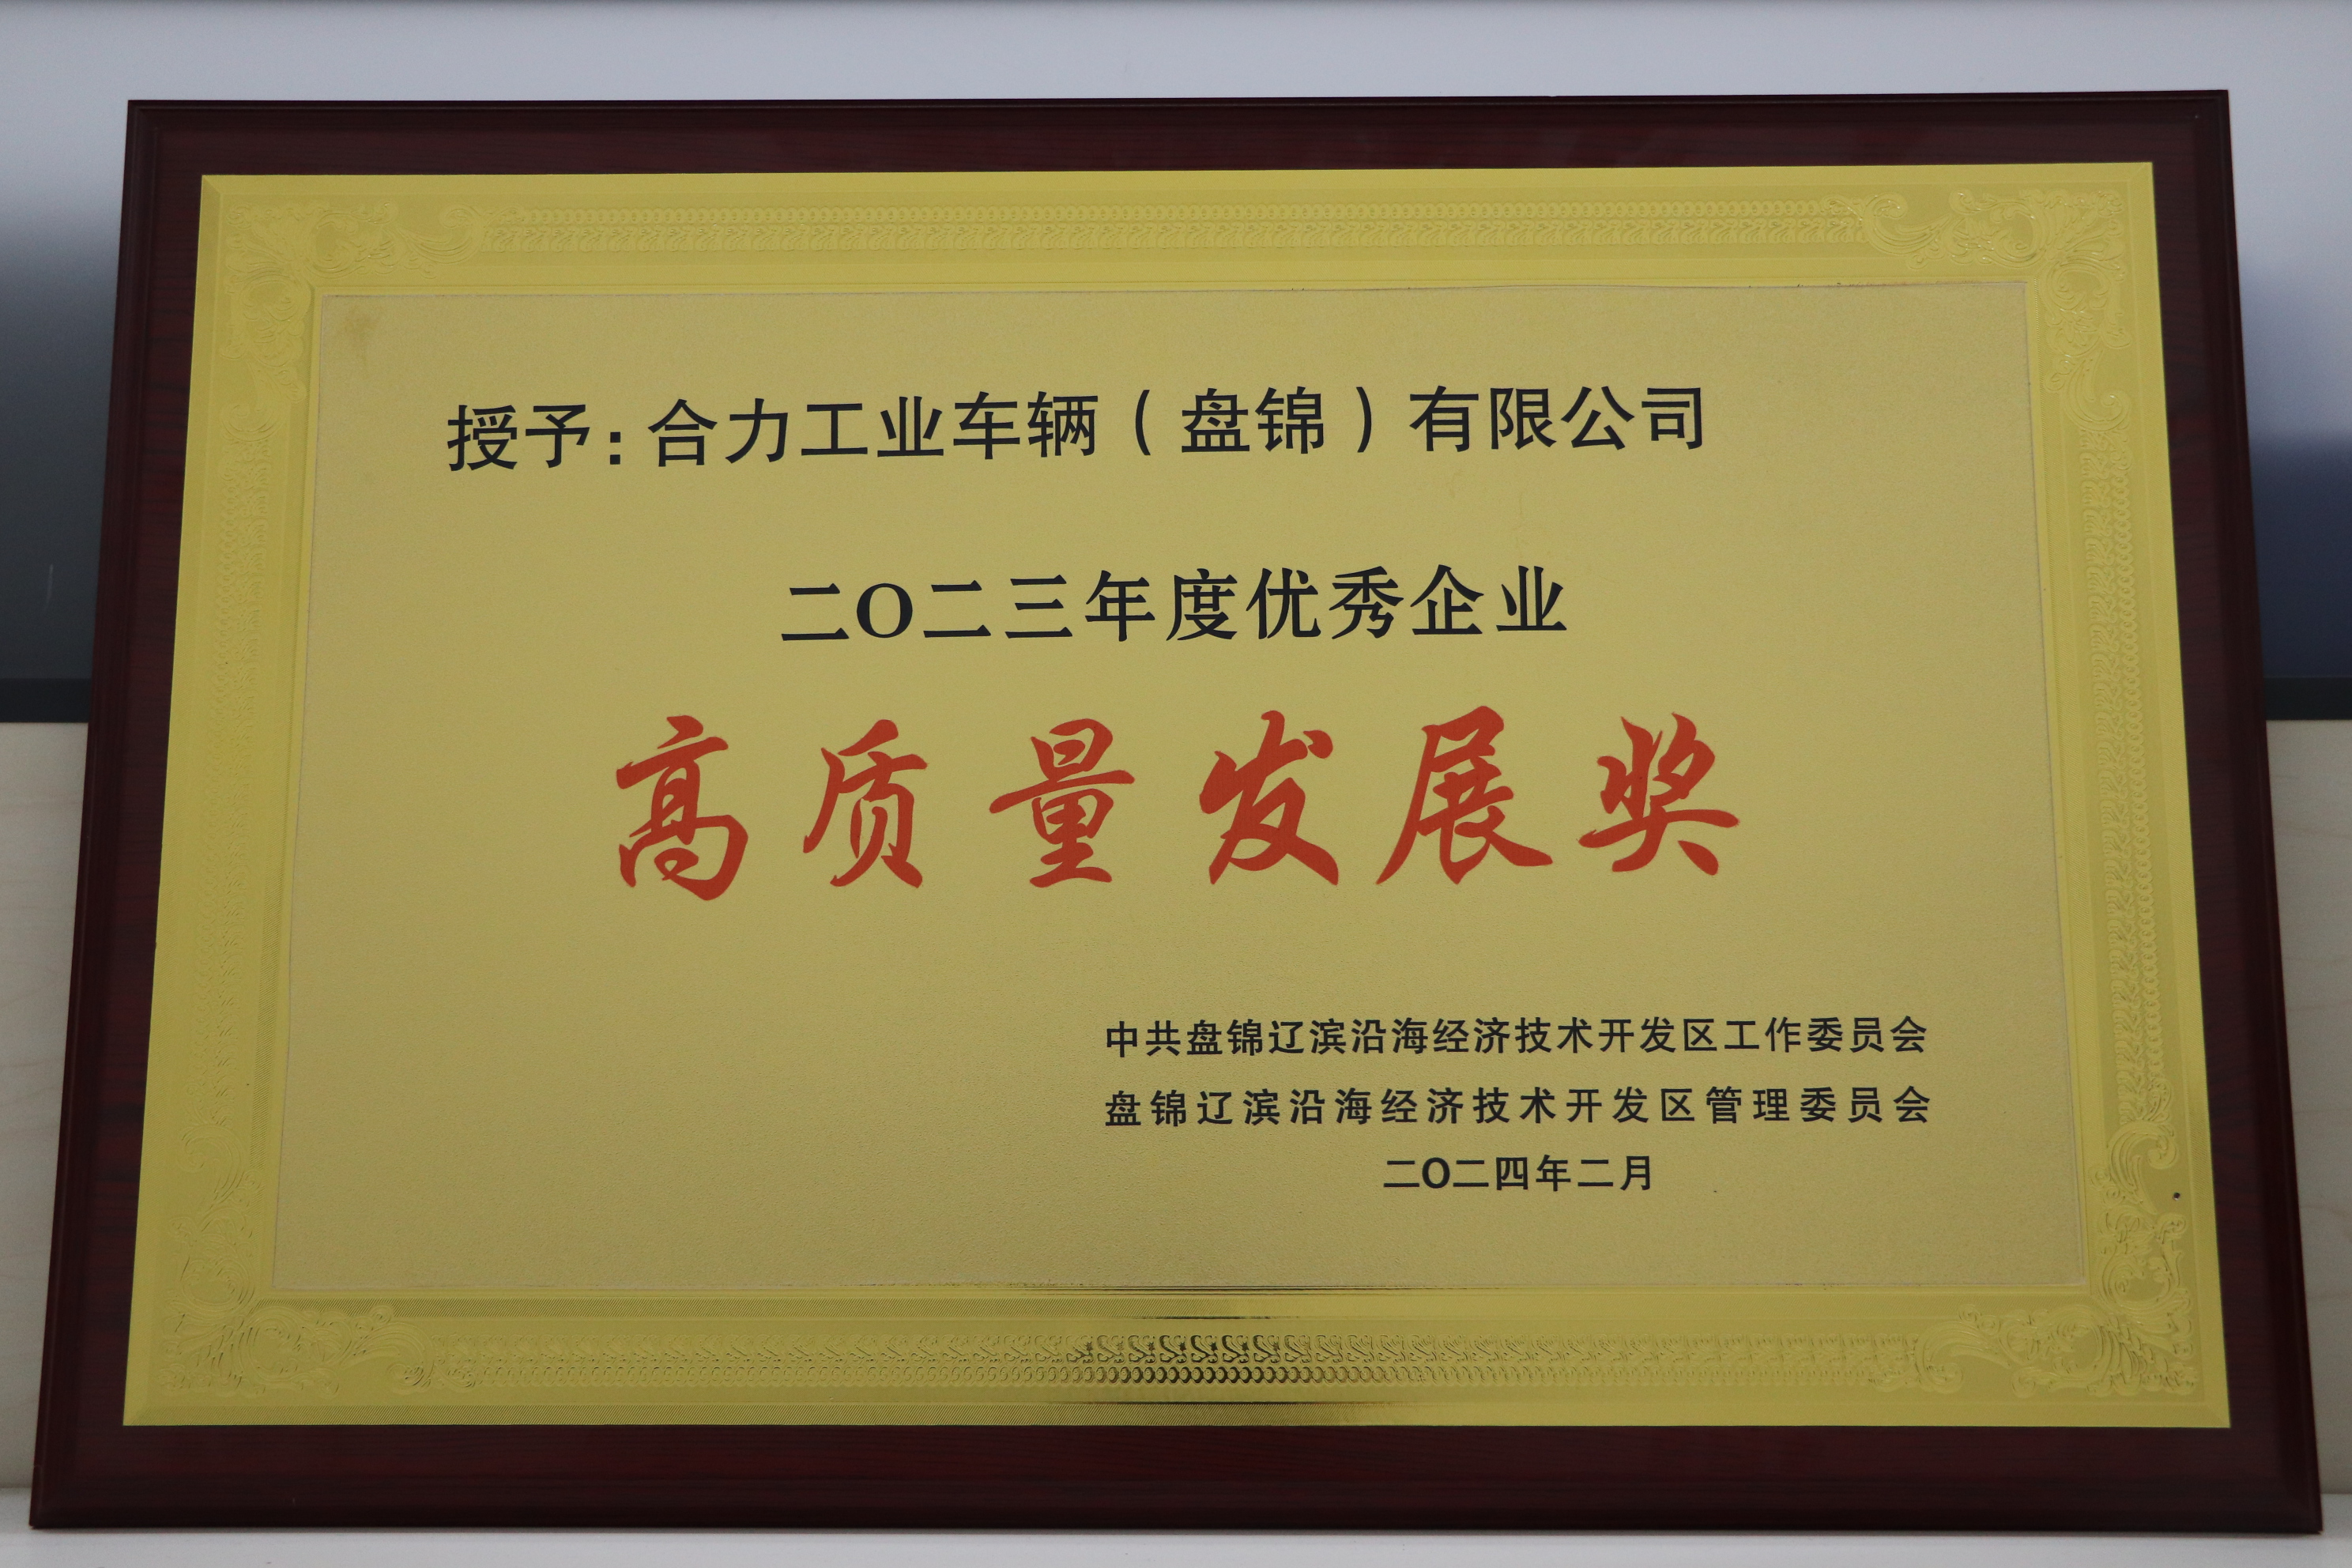 授予：合力工业车辆（盘锦）有限公司
二〇二三年度优秀企业
高质量发展奖
中共盘锦辽滨沿海经济技术开发区工作委员会
盘锦辽滨沿海经济技术开发区管理委员会
二〇二四年二月